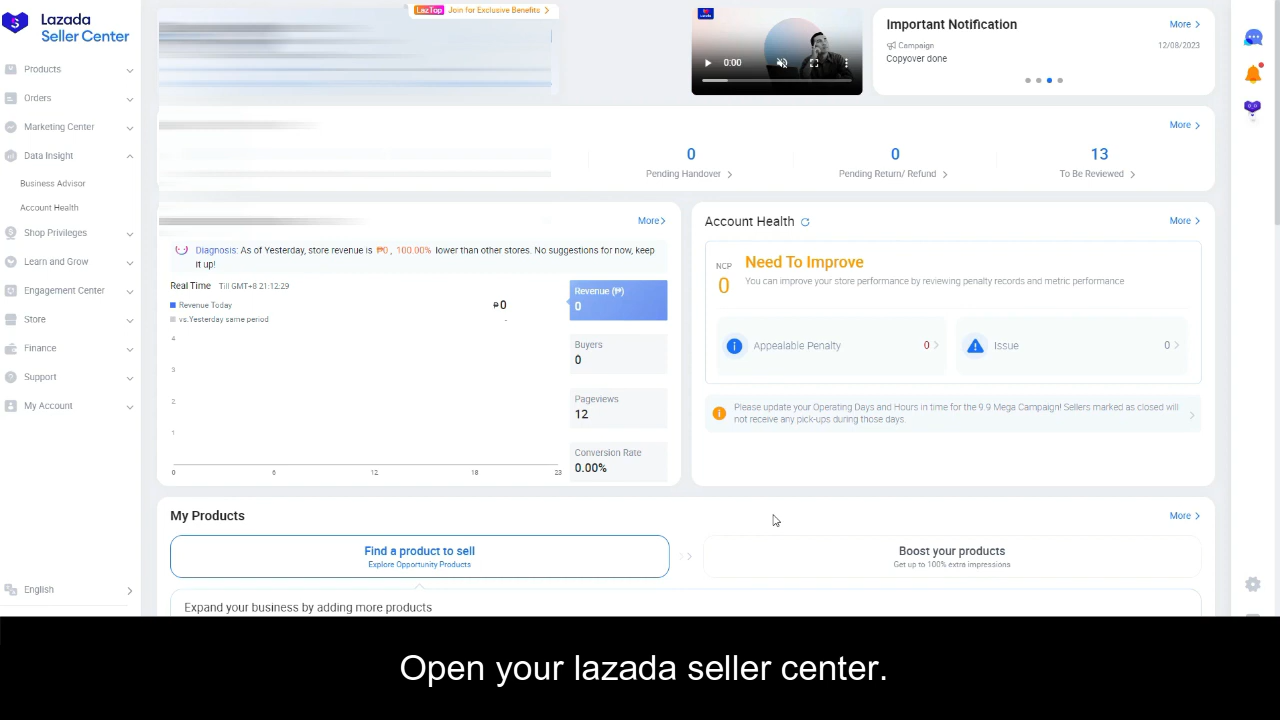 Lazada
Seller Center
Products
Orders
Marketing Center
Data Insight
Business Advisor
Account Health
Shop Privileges
Learn and Grow
Engagement Center
Store
Finance
Support
My Account
English
LazTop Join for Exclusive Benefits
0:00
Important Notification
More
Campaign
12/08/2023
Copyover done
More
0
Pending Handover
0
Pending Return/ Refund
13
To Be Reviewed
More
Diagnosis: As of Yesterday, store revenue is ₱0, 100.00% lower than other stores. No suggestions for now, keep
it up!
Real Time Till GMT+8 21:12:29
Revenue Today
₱0
vs.Yesterday same period
-
4
3
2
1
0 6 12 18 23
Revenue (₱)
0
Buyers
0
Pageviews
12
Conversion Rate
0.00%
Account Health
More
NCP
0
Need To Improve
You can improve your store performance by reviewing penalty records and metric performance
Appealable Penalty 0
Issue 0
Please update your Operating Days and Hours in time for the 9.9 Mega Campaign! Sellers marked as closed will
not receive any pick-ups during those days.
My Products
More
Find a product to sell
Explore Opportunity Products
Boost your products
Get up to 100% extra impressions
Expand your business by adding more products
Open your lazada seller center.